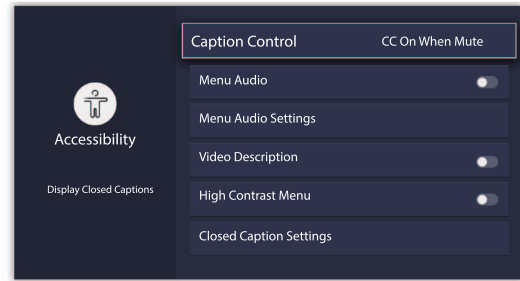 Accessibility
Display Closed Captions
Caption Control CC On When Mute
Menu Audio
Menu Audio Settings
Video Description
High Contrast Menu
Closed Caption Settings